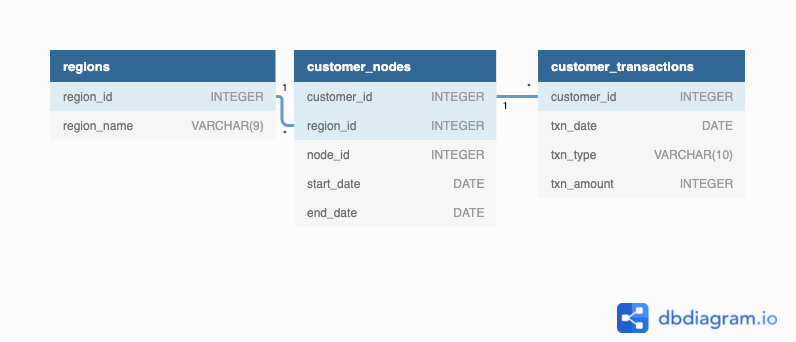 regions
region_id INTEGER
region_name VARCHAR(9)
1
*
customer_nodes
customer_id INTEGER
region_id INTEGER
node_id INTEGER
start_date DATE
end_date DATE
1
*
customer_transactions
customer_id INTEGER
txn_date DATE
txn_type VARCHAR(10)
txn_amount INTEGER
dbdiagram.io